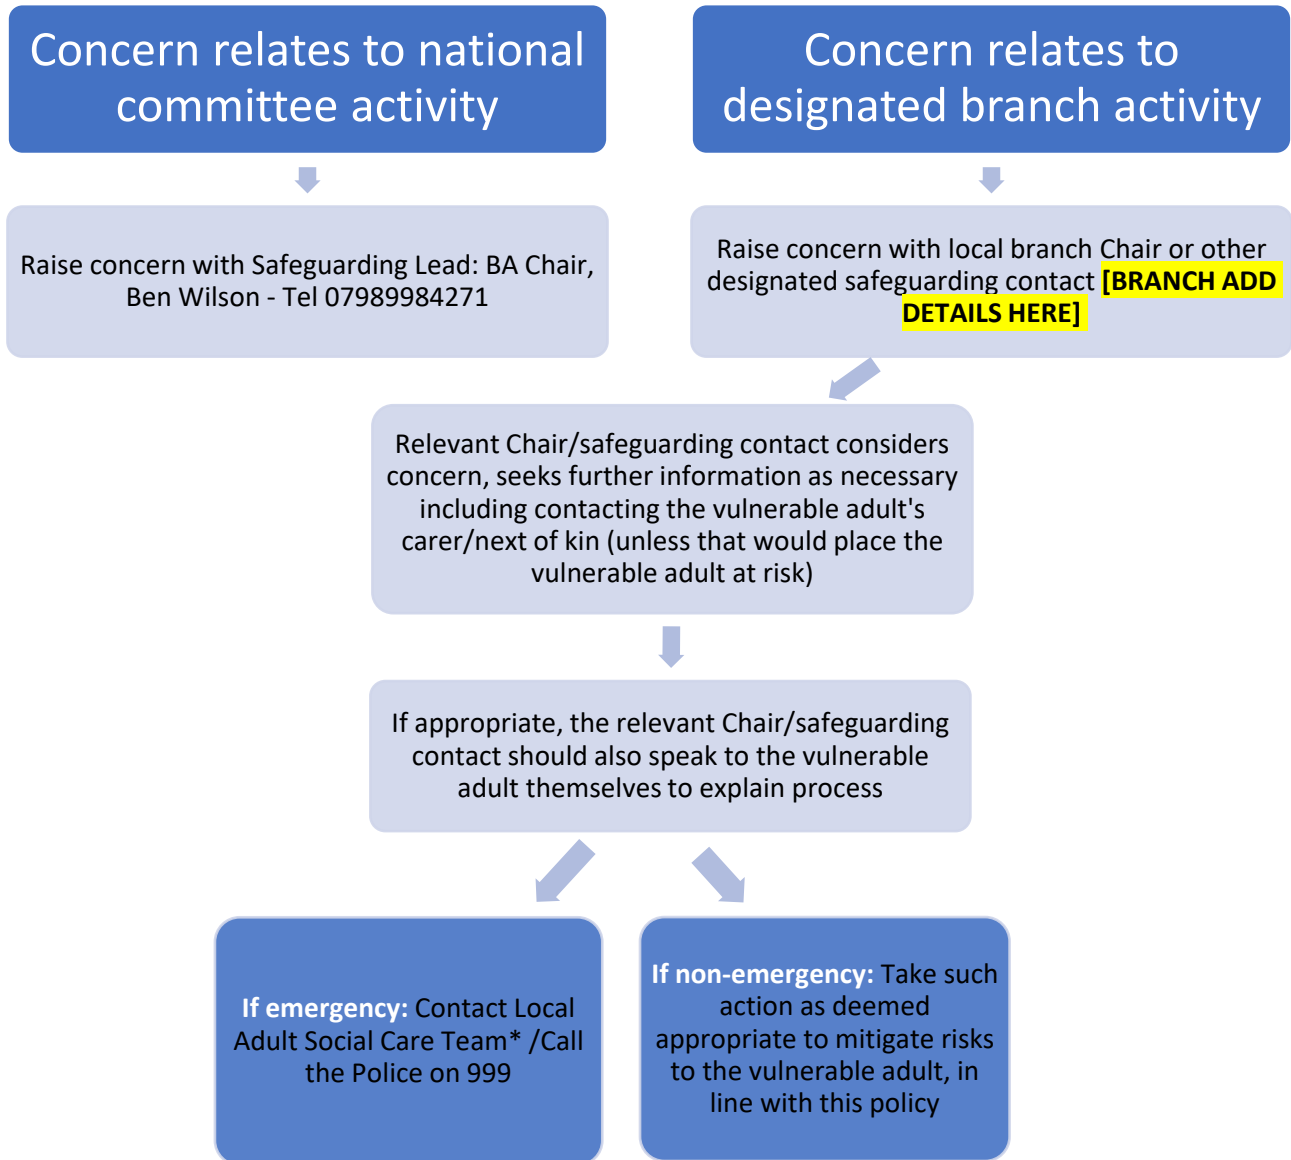 Concern relates to national
committee activity
Concern relates to
designated branch activity
Raise concern with Safeguarding Lead: BA Chair,
Ben Wilson - Tel 07989984271
Raise concern with local branch Chair or other
designated safeguarding contact [BRANCH ADD
DETAILS HERE]
Relevant Chair/safeguarding contact considers
concern, seeks further information as necessary
including contacting the vulnerable adult's
carer/next of kin (unless that would place the
vulnerable adult at risk)
If appropriate, the relevant Chair/safeguarding
contact should also speak to the vulnerable
adult themselves to explain process
If emergency: Contact Local
Adult Social Care Team* /Call
the Police on 999
If non-emergency: Take such
action as deemed
appropriate to mitigate risks
to the vulnerable adult, in
line with this policy